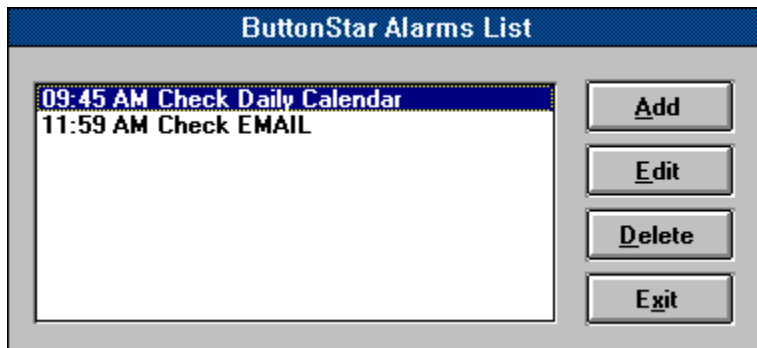 ButtonStar Alarms List
09:45 AM Check Daily Calendar
11:59 AM Check EMAIL
Add
Edit
Delete
Exit